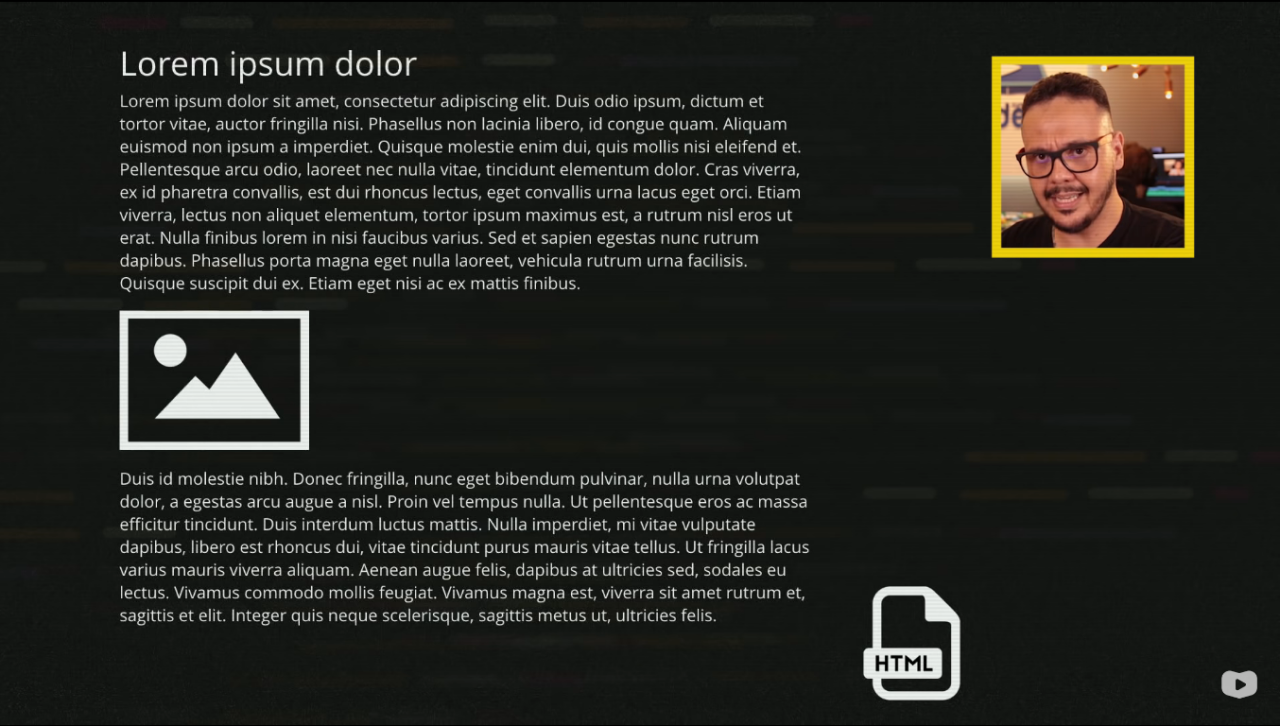 Lorem ipsum dolor
Lorem ipsum dolor sit amet, consectetur adipiscing elit. Duis odio ipsum, dictum et
tortor vitae, auctor fringilla nisi. Phasellus non lacinia libero, id congue quam. Aliquam
euismod non ipsum a imperdiet. Quisque molestie enim dui, quis mollis nisi eleifend et.
Pellentesque arcu odio, laoreet nec nulla vitae, tincidunt elementum dolor. Cras viverra,
ex id pharetra convallis, est dui rhoncus lectus, eget convallis urna lacus eget orci. Etiam
viverra, lectus non aliquet elementum, tortor ipsum maximus est, a rutrum nisl eros ut
erat. Nulla finibus lorem in nisi faucibus varius. Sed et sapien egestas nunc rutrum
dapibus. Phasellus porta magna eget nulla laoreet, vehicula rutrum urna facilisis.
Quisque suscipit dui ex. Etiam eget nisi ac ex mattis finibus.
Duis id molestie nibh. Donec fringilla, nunc eget bibendum pulvinar, nulla urna volutpat
dolor, a egestas arcu augue a nisl. Proin vel tempus nulla. Ut pellentesque eros ac massa
efficitur tincidunt. Duis interdum luctus mattis. Nulla imperdiet, mi vitae vulputate
dapibus, libero est rhoncus dui, vitae tincidunt purus mauris vitae tellus. Ut fringilla lacus
varius mauris viverra aliquam. Aenean augue felis, dapibus at ultricies sed, sodales eu
lectus. Vivamus commodo mollis feugiat. Vivamus magna est, viverra sit amet rutrum et,
sagittis et elit. Integer quis neque scelerisque, sagittis metus ut, ultricies felis.
HTML